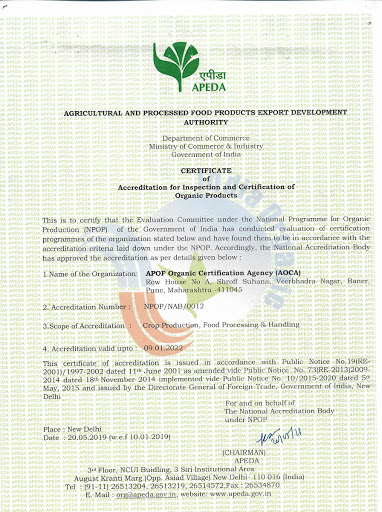 एपीडा
APEDA
AGRICULTURAL AND PROCESSED FOOD PRODUCTS EXPORT DEVELOPMENT
AUTHORITY
Department of Commerce
Ministry of Commerce & Industry
Government of India
CERTIFICATE
of
Accreditation for Inspection and Certification of
Organic Products
This is to certify that the Evaluation Committee under the National Programme for Organic
Production (NPOP) of the Government of India has conducted evaluation of certification
programmes of the organization stated below and have found them to be in accordance with the
accreditation criteria laid down under the NPOP. Accordingly, the National Accreditation Body
has approved the accreditation as per details given below :
1.Name of the Organization: APOF Organic Certification Agency (AOCA)
Row House No A, Shroff Suhana, Veerbhadra Nagar, Baner,
Pune, Maharashtra -411045
2. Accreditation Number : NPOP/NAB/0012
3.Scope of Accreditation : Crop Production, Food Processing & Handling
4. Accreditation valid upto : 09.01.2022
This certificate of accreditation is issued in accordance with Public Notice No.19(RE-
2001)/1997-2002 dated 11th June 2001 as amended vide Public Notice No. 73(RE-2013)2009-
2014 dated 18th November 2014 implemented vide Public Notice No. 10/2015-2020 dated 5th
May, 2015 and issued by the Directorate General of Foreign Trade, Government of India, New
Delhi
For and on behalf of
The National Accreditation Body
under NPOP
Place : New Delhi
Date : 20.05.2019 (w.e.f 10.01.2019)
(CHAIRMAN)
APEDA
3rd Floor, NCUI Buidling, 3 Siri Institutional Area
August Kranti Marg (Opp. Asiad Village) New Delhi- 110 016 (India)
Tel : (91-11) 26513204, 26513219, 26514572,Fax : 26534870
E. Mail : org@apeda.gov.in, website: www.apeda.gov.in